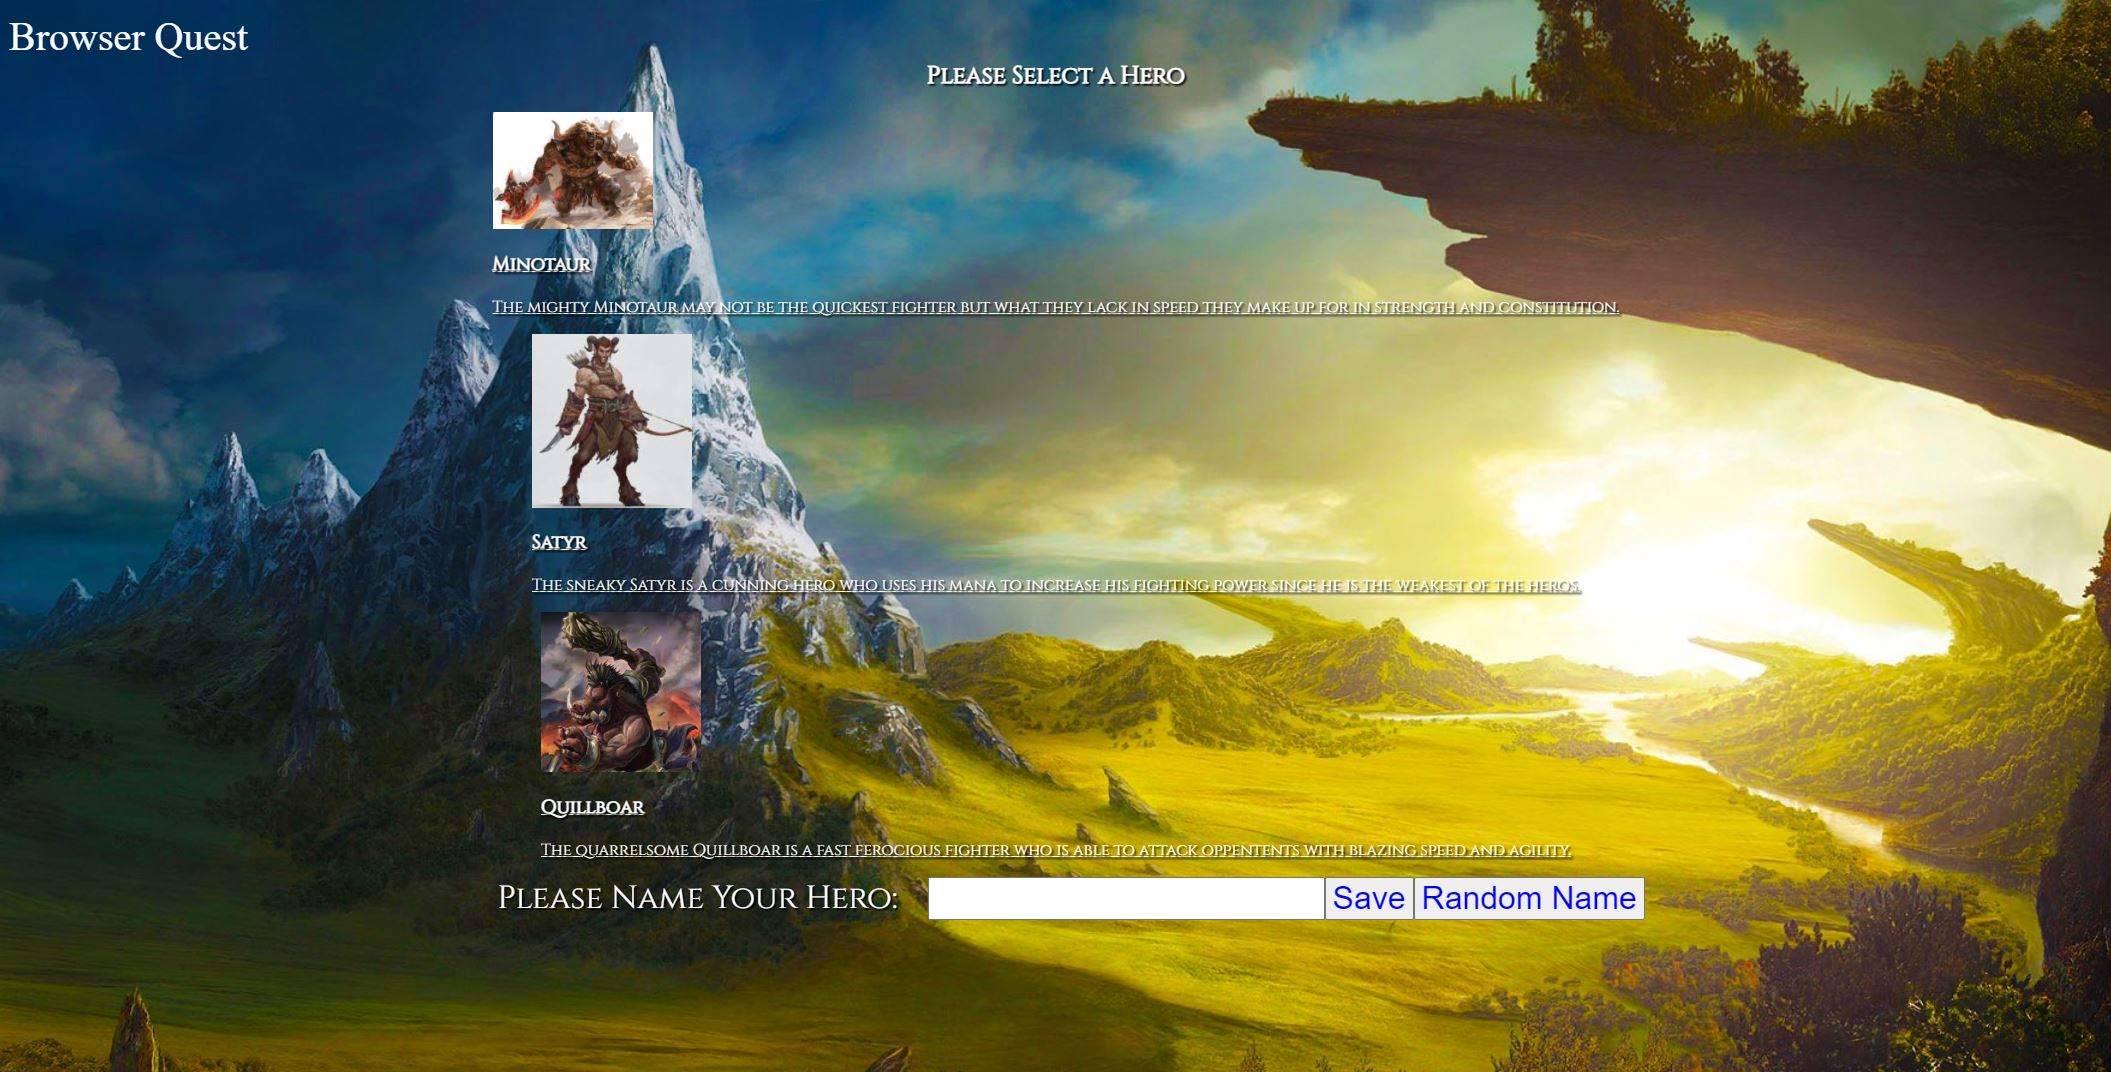 Browser Quest
Please Select a Hero
Minotaur
The mighty Minotaur may not be the quickest fighter but what they lack in speed they make up for in strength and constitution.
Satyr
The sneaky Satyr is a cunning hero who uses his mana to increase his fighting power since he is the weakest of the heros.
Quillboar
The quarrelsome Quillboar is a fast ferocious fighter who is able to attack oppentents with blazing speed and agility.
Please Name Your Hero: Save Random Name